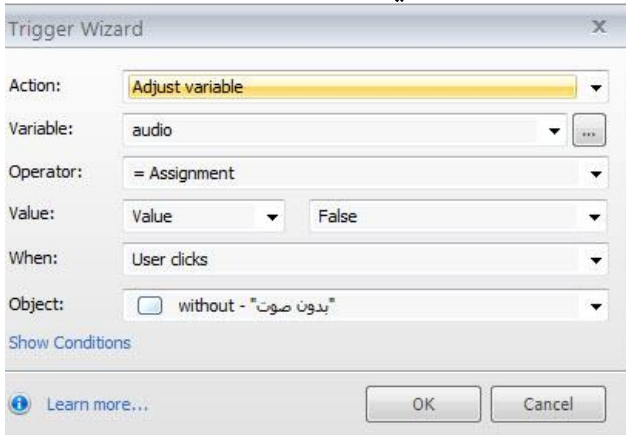 Trigger Wizard
Action: Adjust variable
Variable: audio ...
Operator: = Assignment
Value: Value False
When: User clicks
Object: without - "بدون صوت"
Show Conditions
Learn more... OK Cancel